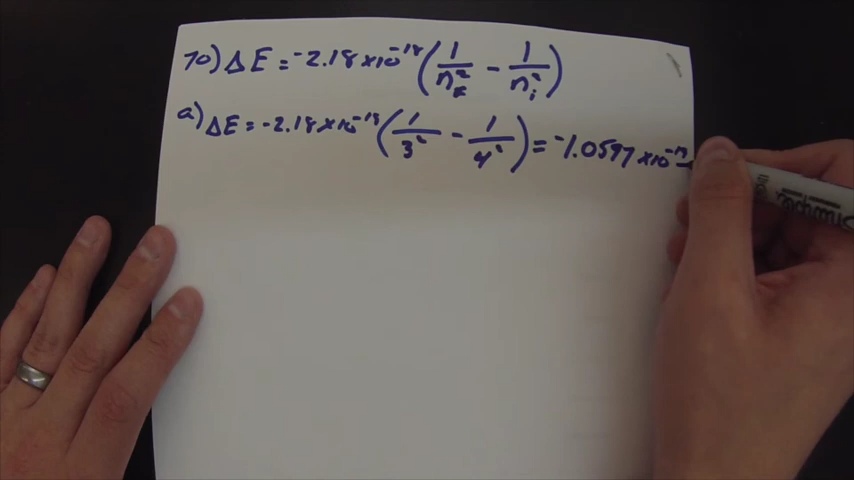 70) ΔE = -2.18×10⁻¹⁸ (1/n_f² - 1/n_i²)
a) ΔE = -2.18×10⁻¹⁸ (1/3² - 1/4²) = -1.0597×10⁻¹⁹